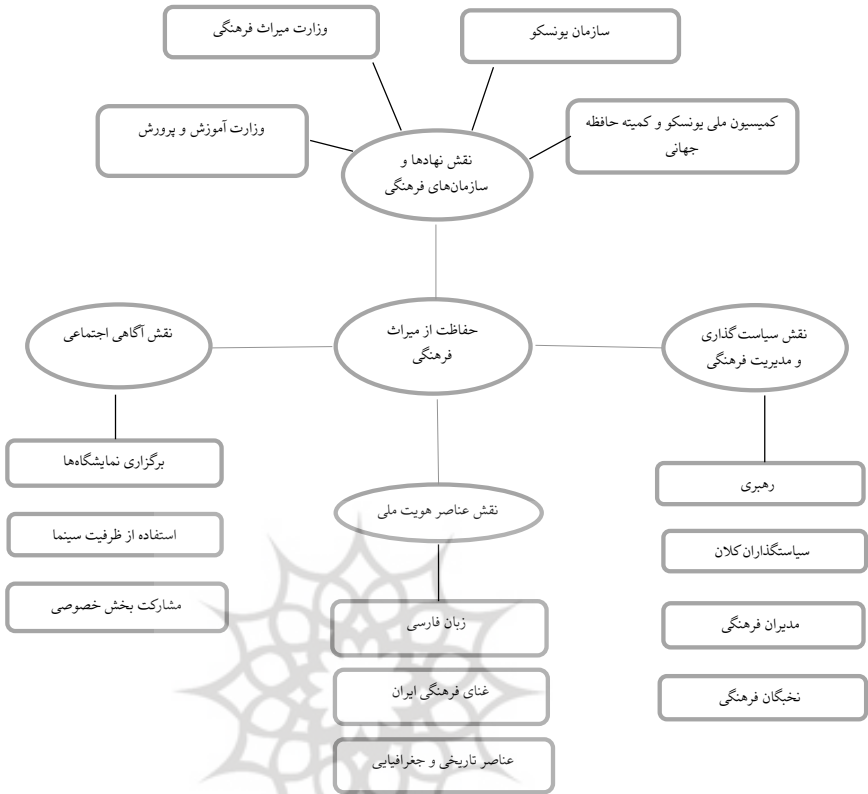 سازمان یونسکو
وزارت میراث فرهنگی
کمیسیون ملی یونسکو و کمیته حافظه
جهانی
وزارت آموزش و پرورش
نقش نهادها و
سازمان‌های فرهنگی
نقش سیاست گذاری
و مدیریت فرهنگی
حفاظت از میراث
فرهنگی
نقش آگاهی اجتماعی
رهبری
سیاستگذاران کلان
مدیران فرهنگی
نخبگان فرهنگی
نقش عناصر هویت ملی
زبان فارسی
غنای فرهنگی ایران
عناصر تاریخی و جغرافیایی
برگزاری نمایشگاه‌ها
استفاده از ظرفیت سینما
مشارکت بخش خصوصی